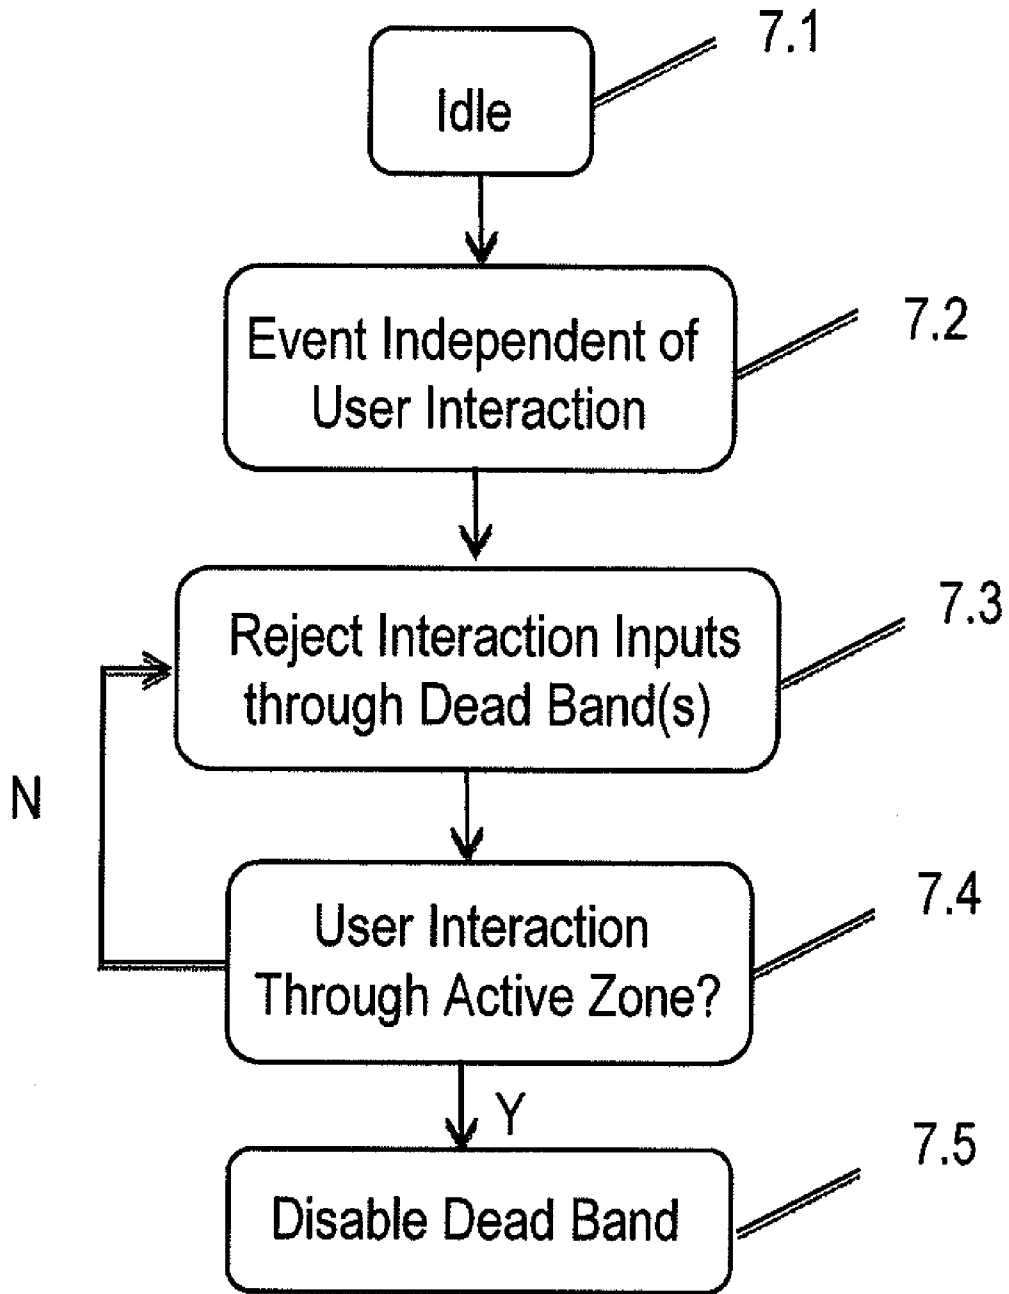 7.1
Idle
7.2
Event Independent of
User Interaction
7.3
Reject Interaction Inputs
through Dead Band(s)
N
7.4
User Interaction
Through Active Zone?
Y
7.5
Disable Dead Band